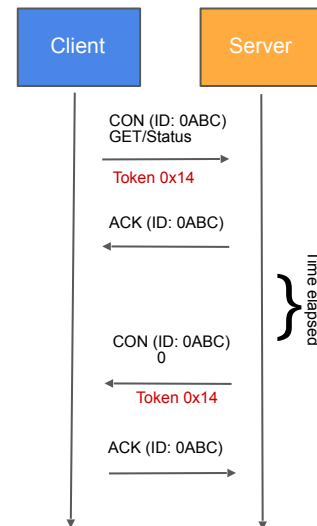 Client
Server
CON (ID: 0ABC)
GET/Status
Token 0x14
ACK (ID: 0ABC)
Time elapsed
CON (ID: 0ABC)
0
Token 0x14
ACK (ID: 0ABC)